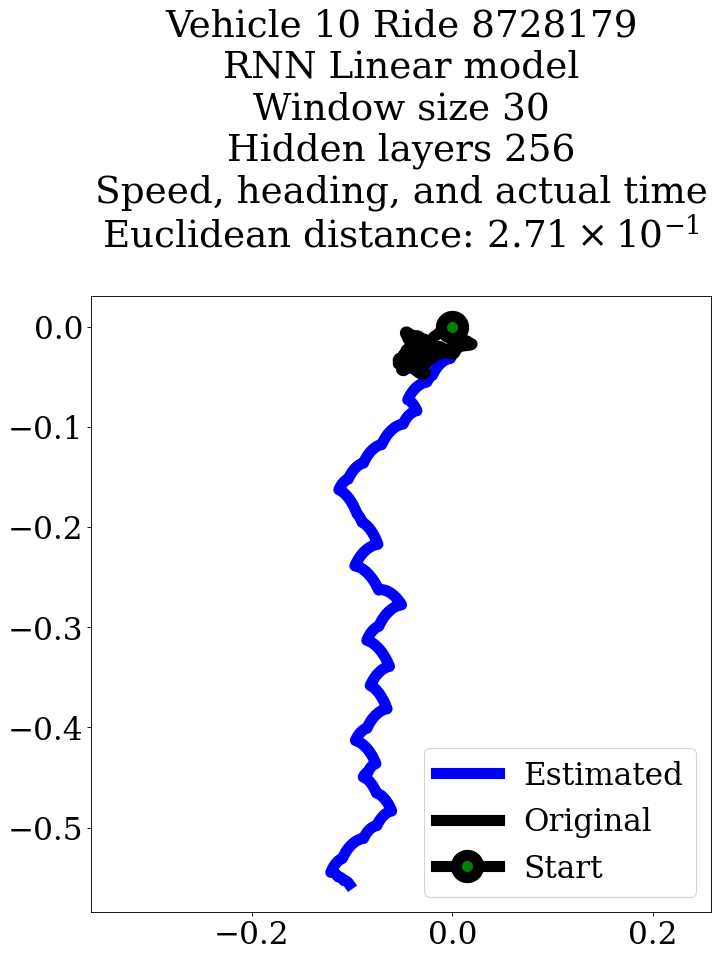 Vehicle 10 Ride 8728179
RNN Linear model
Window size 30
Hidden layers 256
Speed, heading, and actual time
Euclidean distance: 2.71 × 10⁻¹
0.0
−0.1
−0.2
−0.3
−0.4
−0.5
Estimated
Original
Start
−0.2
0.0
0.2